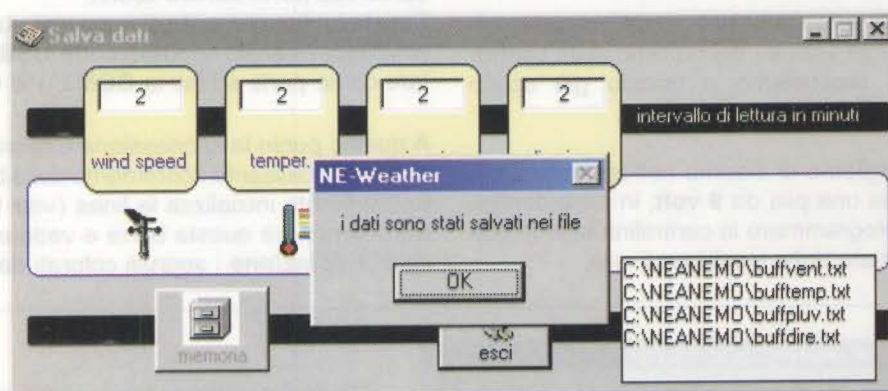 Salva dati
2 2 2 2
intervallo di lettura in minuti
wind speed temper.
NE-Weather
i dati sono stati salvati nei file
OK
C:\NEANEMO\buffvent.txt
C:\NEANEMO\bufftemp.txt
C:\NEANEMO\buffpluv.txt
C:\NEANEMO\buffdire.txt
memoria
esci